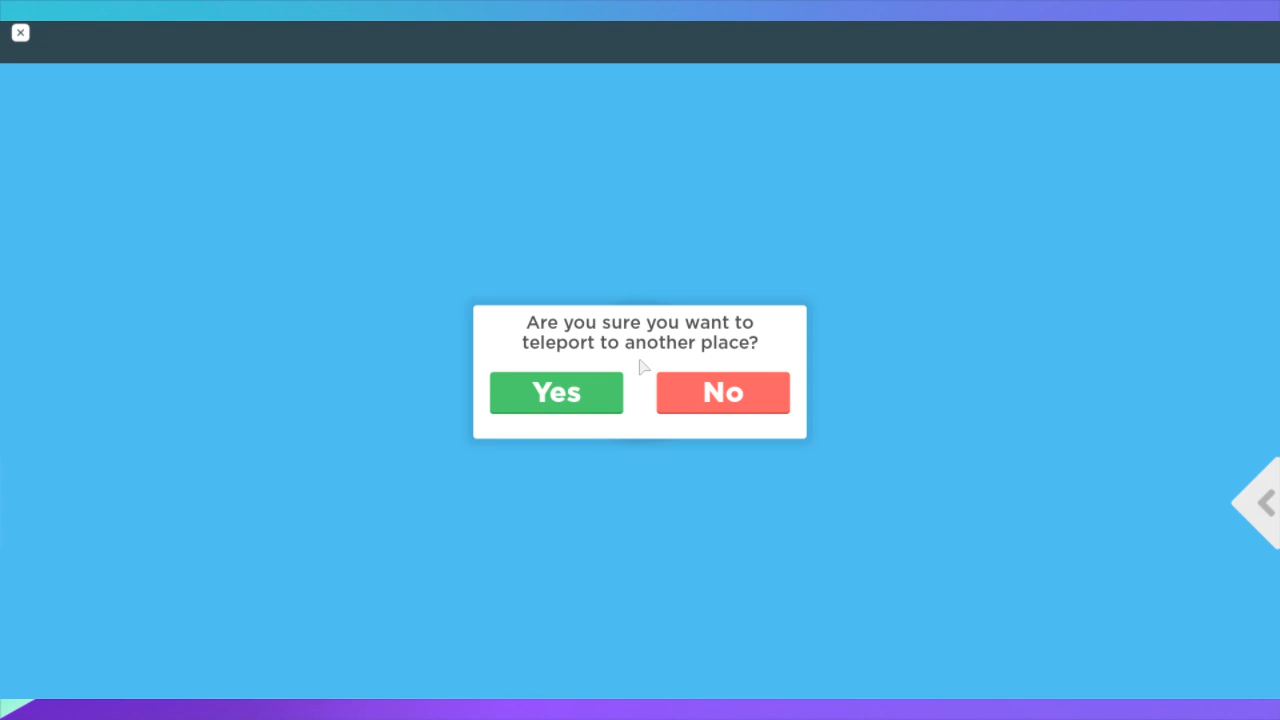 Are you sure you want to
teleport to another place?
Yes
No